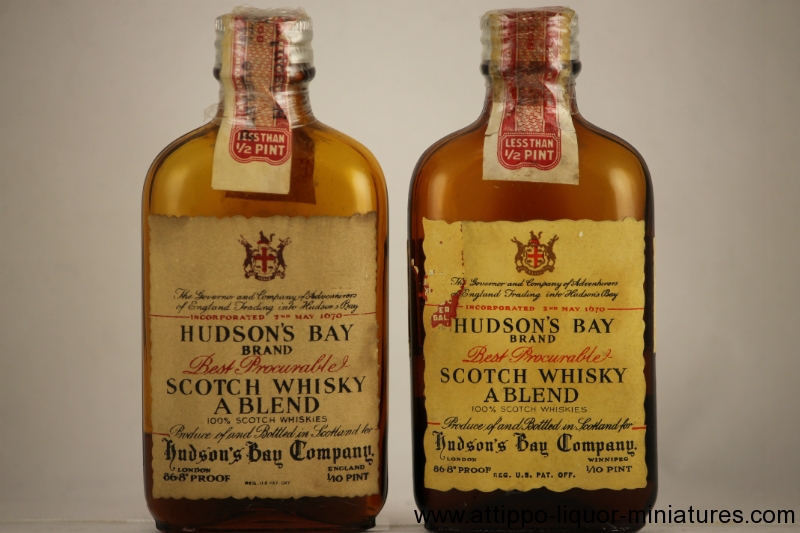 LESS THAN
1/2 PINT
The Governor and Company of Adventurers
of England Trading into Hudson's Bay
INCORPORATED 2ND MAY 1670
HUDSON'S BAY
BRAND
Best Procurable
SCOTCH WHISKY
A BLEND
100% SCOTCH WHISKIES
Produce of and Bottled in Scotland for
Hudson's Bay Company.
LONDON ENGLAND
86·8° PROOF 1/10 PINT
REG. U.S. PAT. OFF.
LESS THAN
1/2 PINT
The Governor and Company of Adventurers
of England Trading into Hudson's Bay
INCORPORATED 2ND MAY 1670
HUDSON'S BAY
BRAND
Best Procurable
SCOTCH WHISKY
A BLEND
100% SCOTCH WHISKIES
Produce of and Bottled in Scotland for
Hudson's Bay Company.
LONDON WINNIPEG
86·8° PROOF 1/10 PINT
REG. U.S. PAT. OFF.
www.attippo-liquor-miniatures.com